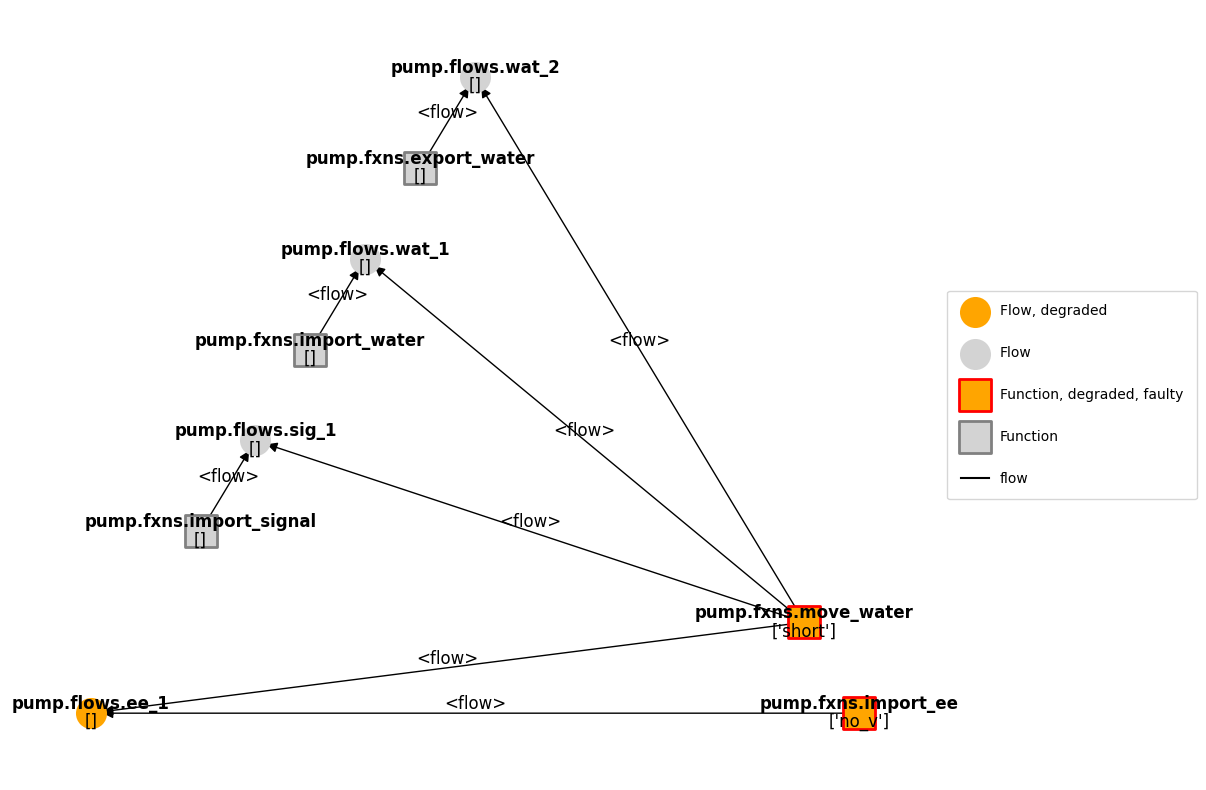 pump.flows.wat_2
[]
<flow>
pump.fxns.export_water
[]
pump.flows.wat_1
[]
<flow>
pump.fxns.import_water
[]
<flow>
<flow>
pump.flows.sig_1
[]
<flow>
pump.fxns.import_signal
[]
<flow>
pump.fxns.move_water
['short']
<flow>
pump.flows.ee_1
[]
<flow>
pump.fxns.import_ee
['no_v']
Flow, degraded
Flow
Function, degraded, faulty
Function
flow